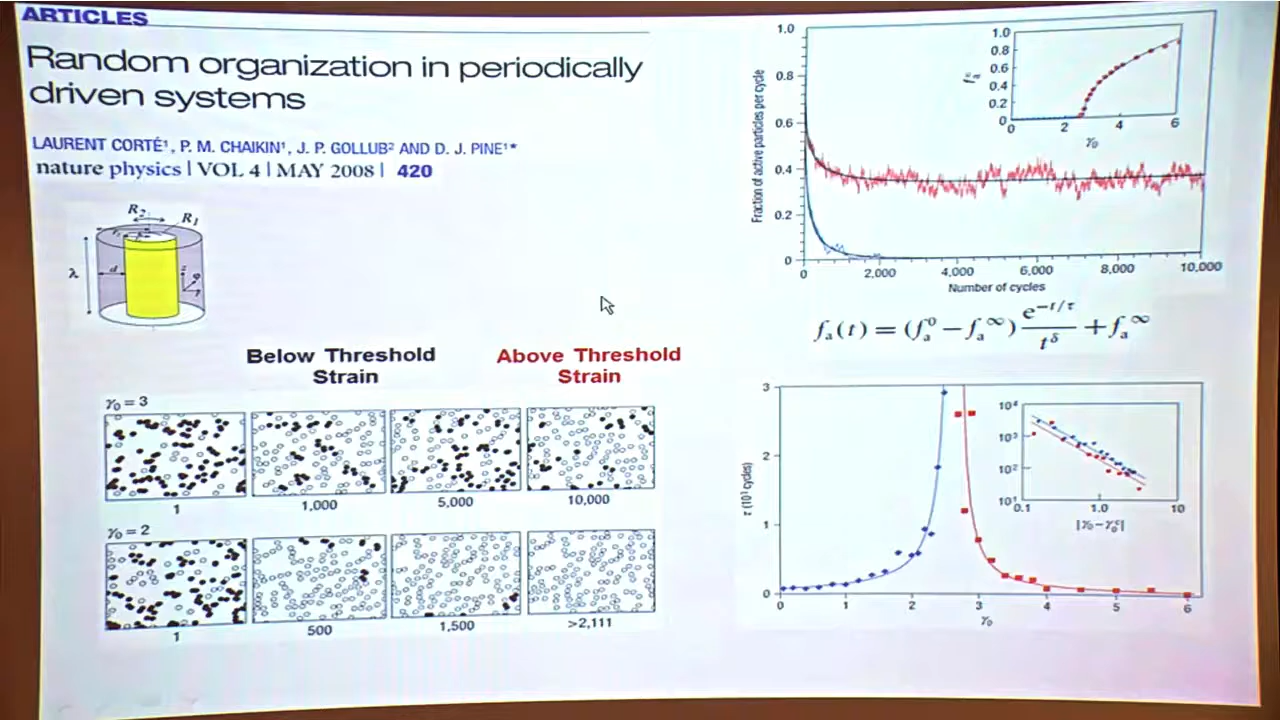 ARTICLES
Random organization in periodically
driven systems
LAURENT CORTÉ¹, P. M. CHAIKIN¹, J. P. GOLLUB² AND D. J. PINE¹*
nature physics | VOL 4 | MAY 2008 | 420
R₂
R₁
λ
d
z
φ
r
Below Threshold
Strain
Above Threshold
Strain
γ₀ = 3
1
1,000
5,000
10,000
γ₀ = 2
1
500
1,500
>2,111
Fraction of active particles per cycle
1.0
0.8
0.6
0.4
0.2
0
0
2,000
4,000
6,000
8,000
10,000
Number of cycles
1.0
0.8
0.6
0.4
0.2
0
0
2
4
6
γ₀
fₐ(t) = (fₐ⁰ − fₐ^∞) e^(−t/τ) / t^δ + fₐ^∞
τ (10³ cycles)
3
2
1
0
0
1
2
3
4
5
6
γ₀
10⁴
10³
10²
10¹
0.1
1.0
10
|γ₀−γ₀ᶜ|